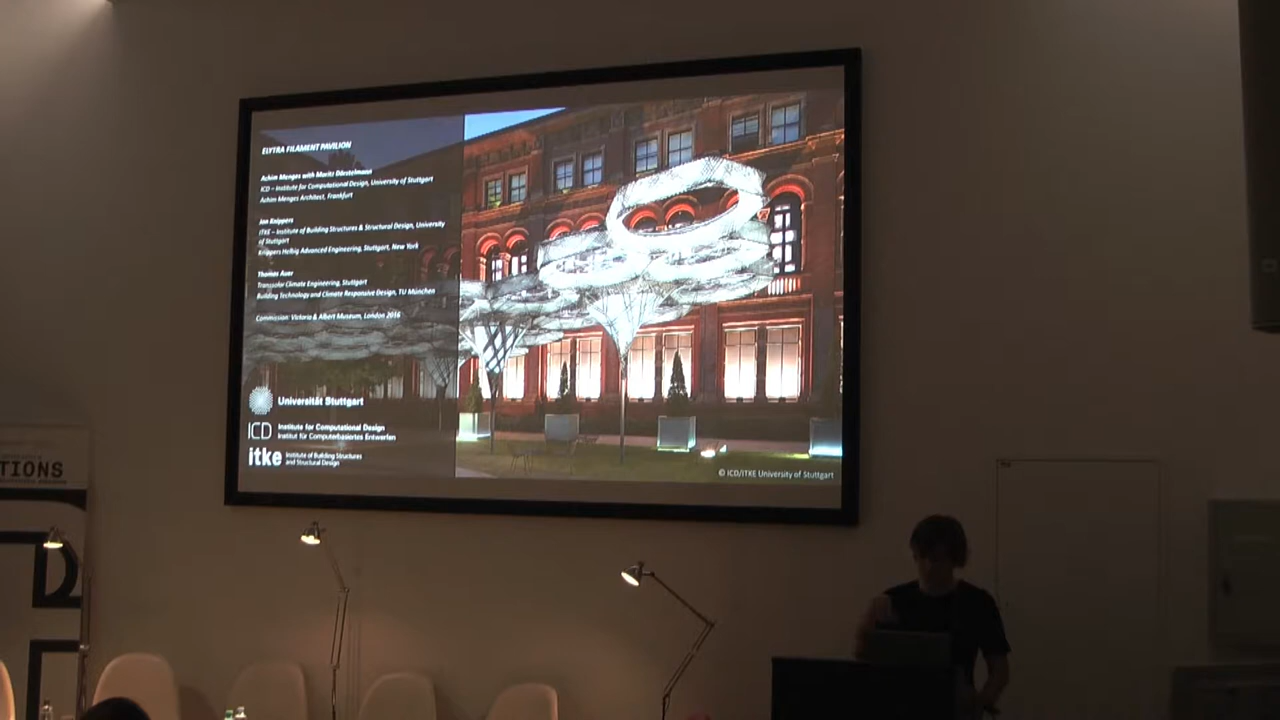 ELYTRA FILAMENT PAVILION
Achim Menges with Moritz Dörstelmann
ICD – Institute for Computational Design, University of Stuttgart
Achim Menges Architect, Frankfurt
Jan Knippers
ITKE – Institute of Building Structures & Structural Design, University
of Stuttgart
Knippers Helbig Advanced Engineering, Stuttgart, New York
Thomas Auer
Transsolar Climate Engineering, Stuttgart
Building Technology and Climate Responsive Design, TU München
Commission: Victoria & Albert Museum, London 2016
Universität Stuttgart
ICD Institute for Computational Design
Institut für Computerbasiertes Entwerfen
itke Institute of Building Structures
and Structural Design
© ICD/ITKE University of Stuttgart
TIONS